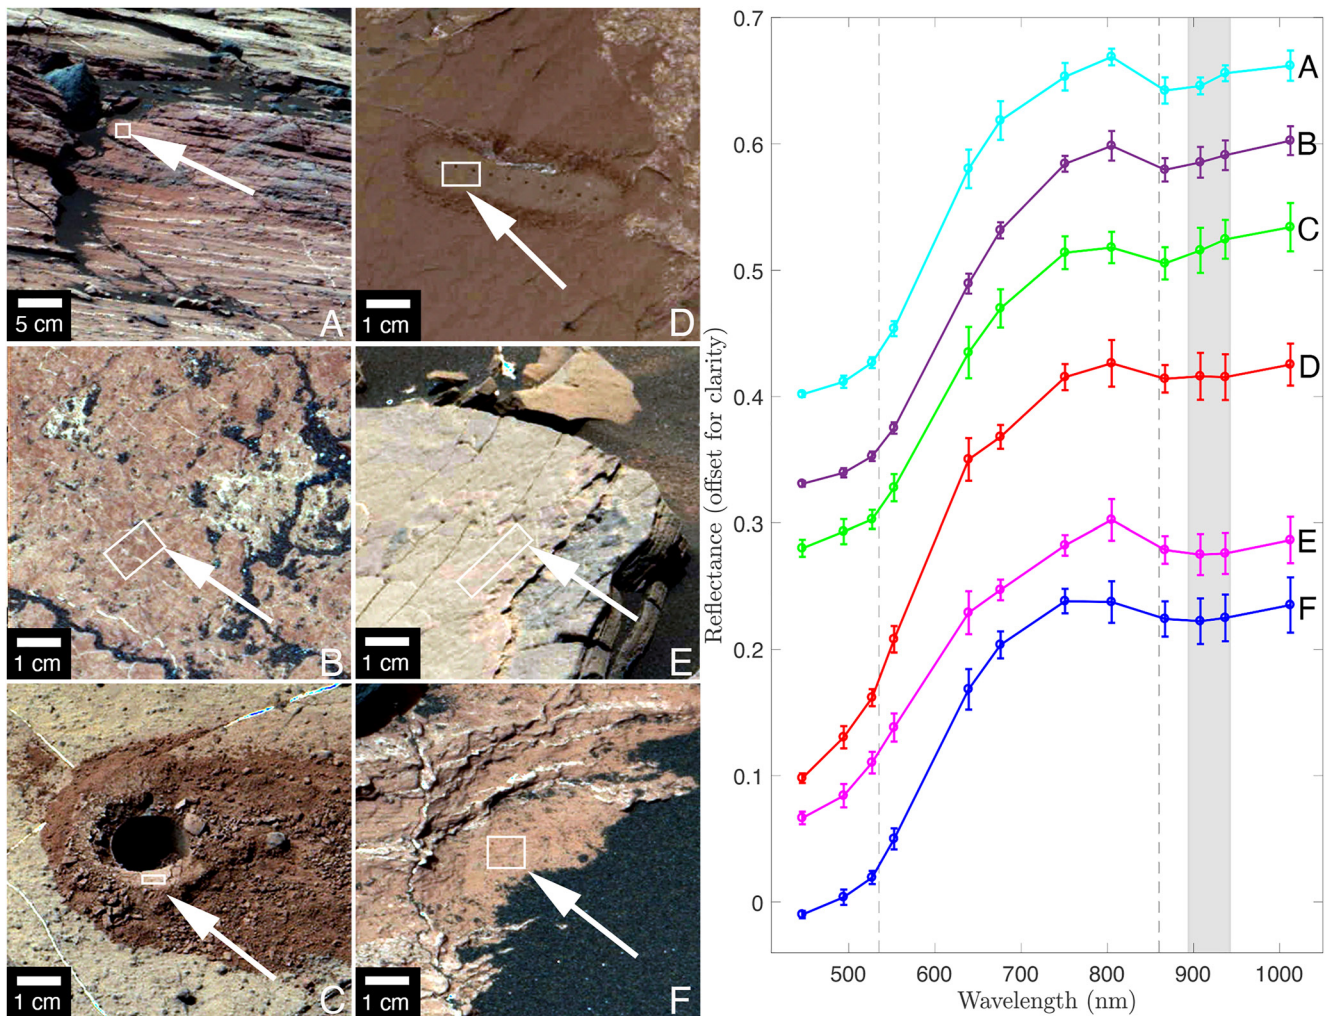 5 cm
A
1 cm
D
1 cm
B
1 cm
E
1 cm
C
1 cm
F
Reflectance (offset for clarity)
0.7
0.6
0.5
0.4
0.3
0.2
0.1
0
A
B
C
D
E
F
500 600 700 800 900 1000
Wavelength (nm)